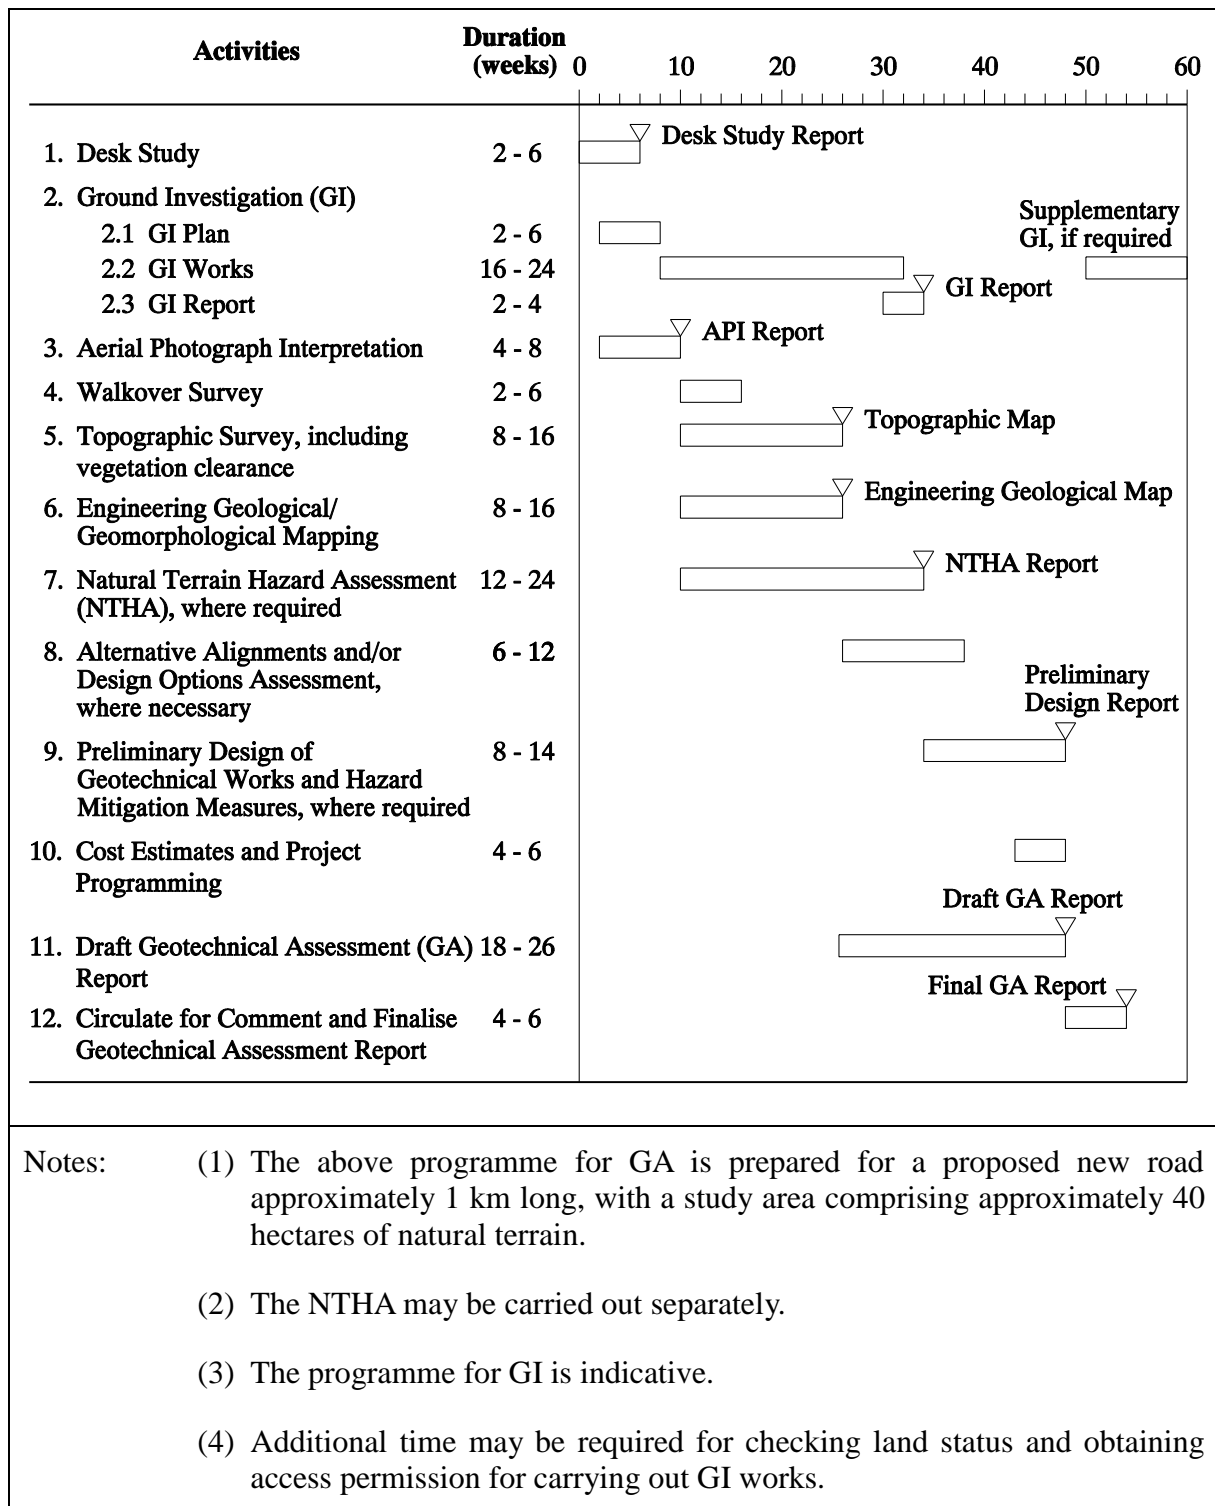 Activities Duration
(weeks) 0 10 20 30 40 50 60
Desk Study Report
1. Desk Study 2 - 6
2. Ground Investigation (GI)
Supplementary
GI, if required
2.1 GI Plan 2 - 6
2.2 GI Works 16 - 24
GI Report
2.3 GI Report 2 - 4
API Report
3. Aerial Photograph Interpretation 4 - 8
4. Walkover Survey 2 - 6
Topographic Map
5. Topographic Survey, including 8 - 16
vegetation clearance
Engineering Geological Map
6. Engineering Geological/ 8 - 16
Geomorphological Mapping
NTHA Report
7. Natural Terrain Hazard Assessment 12 - 24
(NTHA), where required
8. Alternative Alignments and/or 6 - 12
Design Options Assessment,
where necessary
Preliminary
Design Report
9. Preliminary Design of 8 - 14
Geotechnical Works and Hazard
Mitigation Measures, where required
10. Cost Estimates and Project 4 - 6
Programming
Draft GA Report
11. Draft Geotechnical Assessment (GA) 18 - 26
Report
Final GA Report
12. Circulate for Comment and Finalise 4 - 6
Geotechnical Assessment Report
Notes: (1) The above programme for GA is prepared for a proposed new road
approximately 1 km long, with a study area comprising approximately 40
hectares of natural terrain.
(2) The NTHA may be carried out separately.
(3) The programme for GI is indicative.
(4) Additional time may be required for checking land status and obtaining
access permission for carrying out GI works.